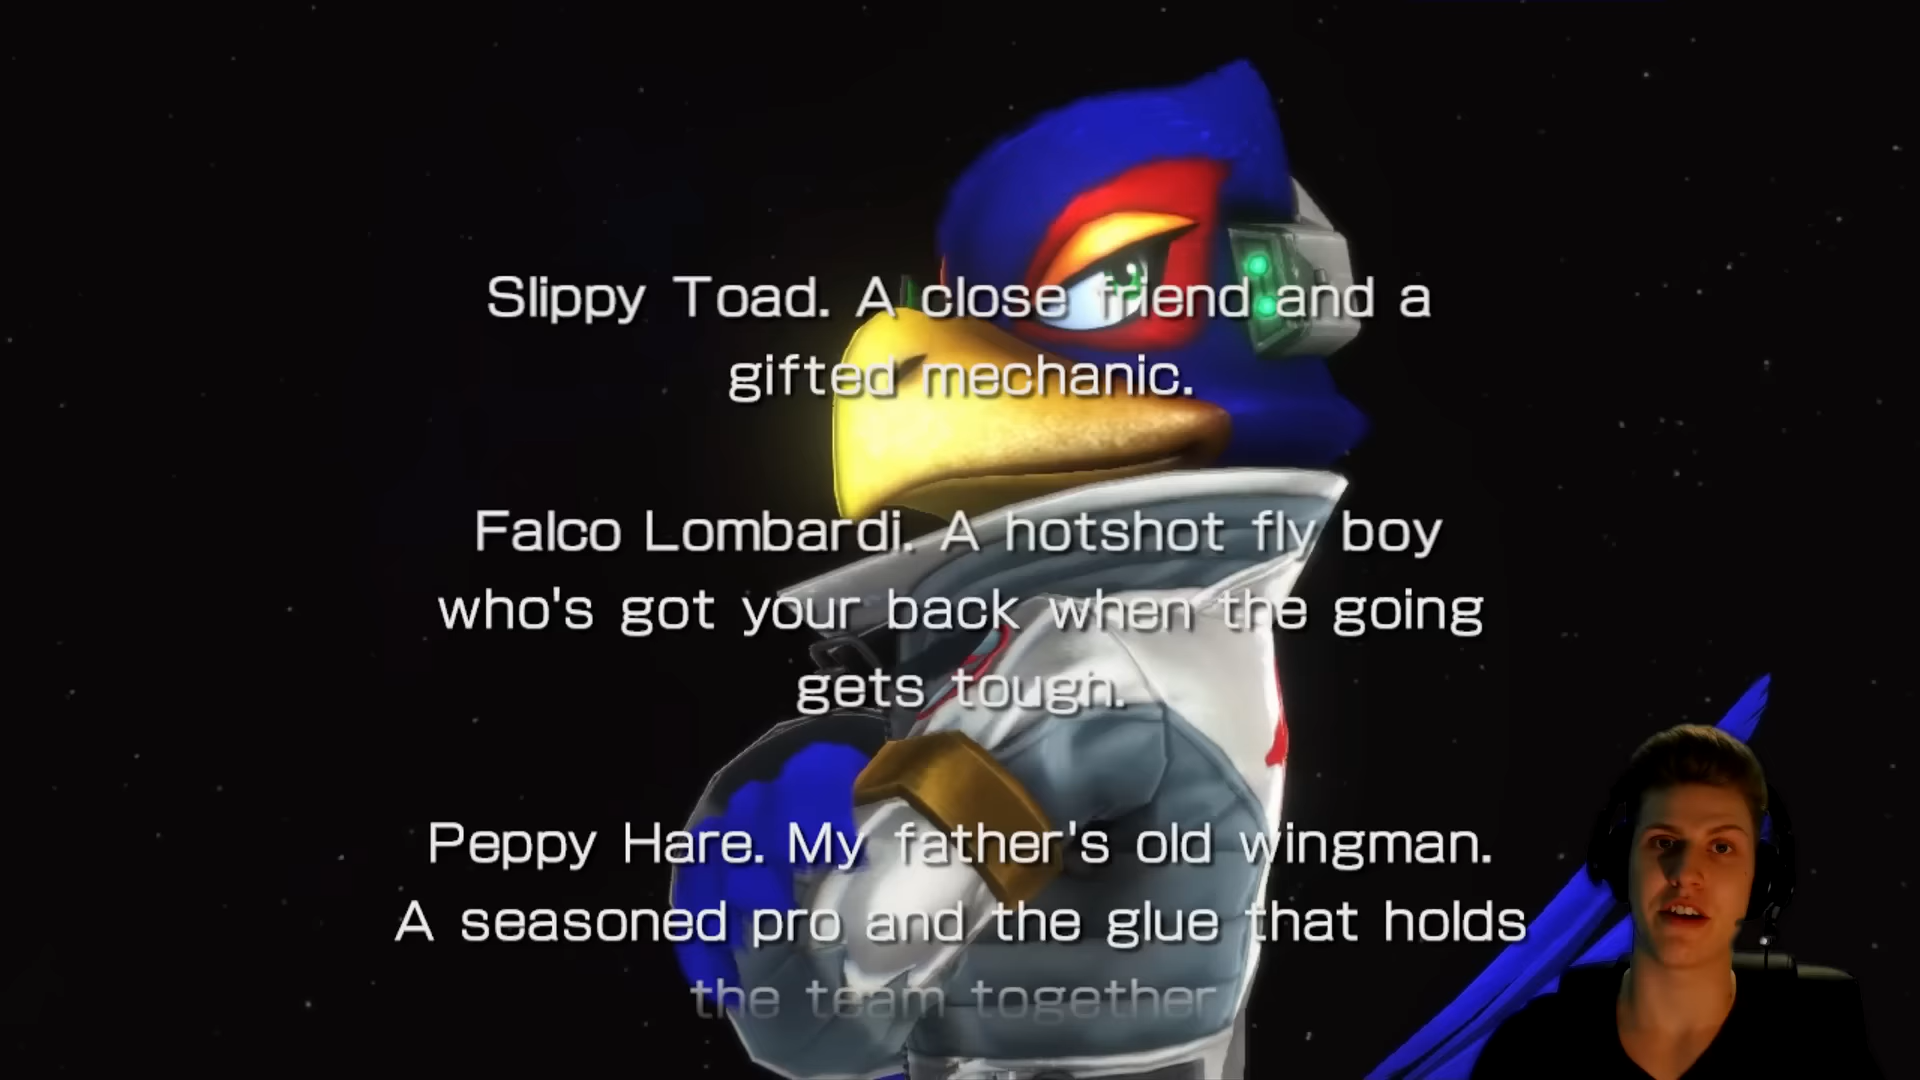 Slippy Toad. A close friend and a
gifted mechanic.
Falco Lombardi. A hotshot fly boy
who's got your back when the going
gets tough.
Peppy Hare. My father's old wingman.
A seasoned pro and the glue that holds
the team together